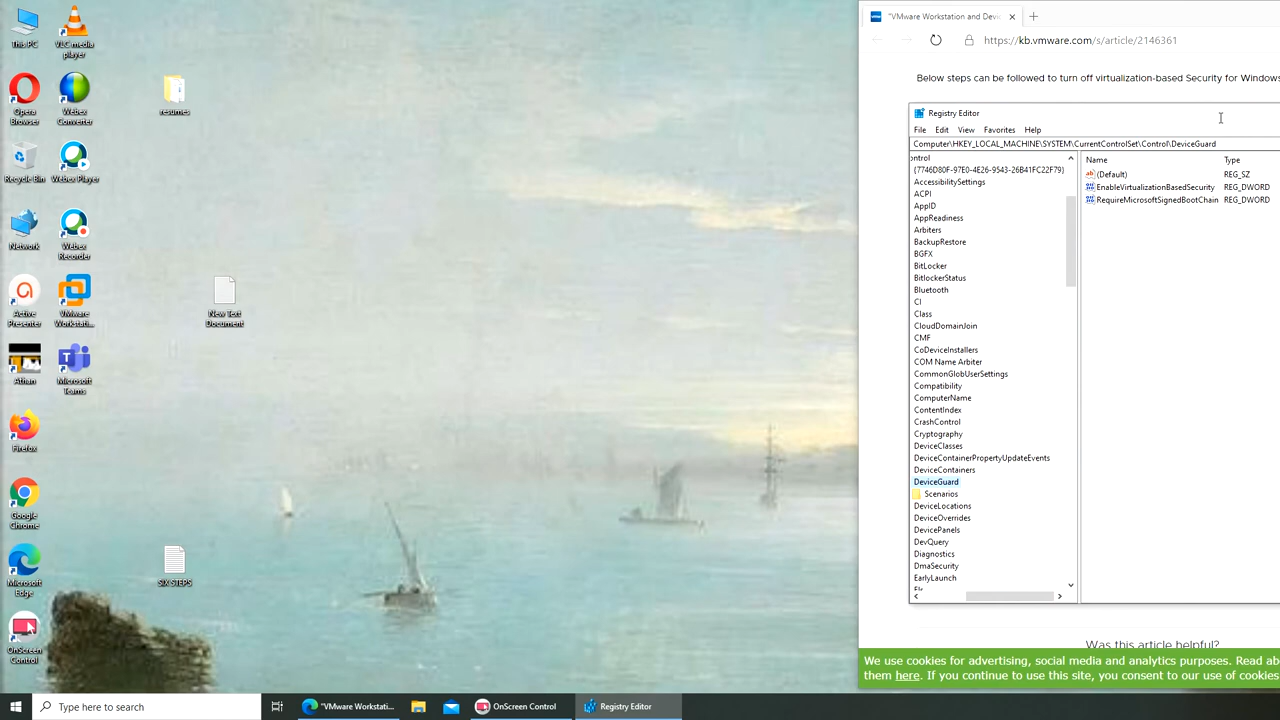 This PC
VLC media
player
Opera
Browser
Webex
Converter
resumes
Recycle Bin
Webex Player
Network
Webex
Recorder
Active
Presenter
VMware
Workstati...
New Text
Document
Athan
Microsoft
Teams
Firefox
Google
Chrome
Microsoft
Edge
SIX STEPS
OnScreen
Control
"VMware Workstation and Devic
https://kb.vmware.com/s/article/2146361
Below steps can be followed to turn off virtualization-based Security for Windows
Registry Editor
File Edit View Favorites Help
Computer\HKEY_LOCAL_MACHINE\SYSTEM\CurrentControlSet\Control\DeviceGuard
ontrol
{7746D80F-97E0-4E26-9543-26B41FC22F79}
AccessibilitySettings
ACPI
AppID
AppReadiness
Arbiters
BackupRestore
BGFX
BitLocker
BitlockerStatus
Bluetooth
CI
Class
CloudDomainJoin
CMF
CoDeviceInstallers
COM Name Arbiter
CommonGlobUserSettings
Compatibility
ComputerName
ContentIndex
CrashControl
Cryptography
DeviceClasses
DeviceContainerPropertyUpdateEvents
DeviceContainers
DeviceGuard
Scenarios
DeviceLocations
DeviceOverrides
DevicePanels
DevQuery
Diagnostics
DmaSecurity
EarlyLaunch
Name Type
(Default) REG_SZ
EnableVirtualizationBasedSecurity REG_DWORD
RequireMicrosoftSignedBootChain REG_DWORD
Was this article helpful?
We use cookies for advertising, social media and analytics purposes. Read ab
them here. If you continue to use this site, you consent to our use of cookies
Type here to search
"VMware Workstati...
OnScreen Control
Registry Editor